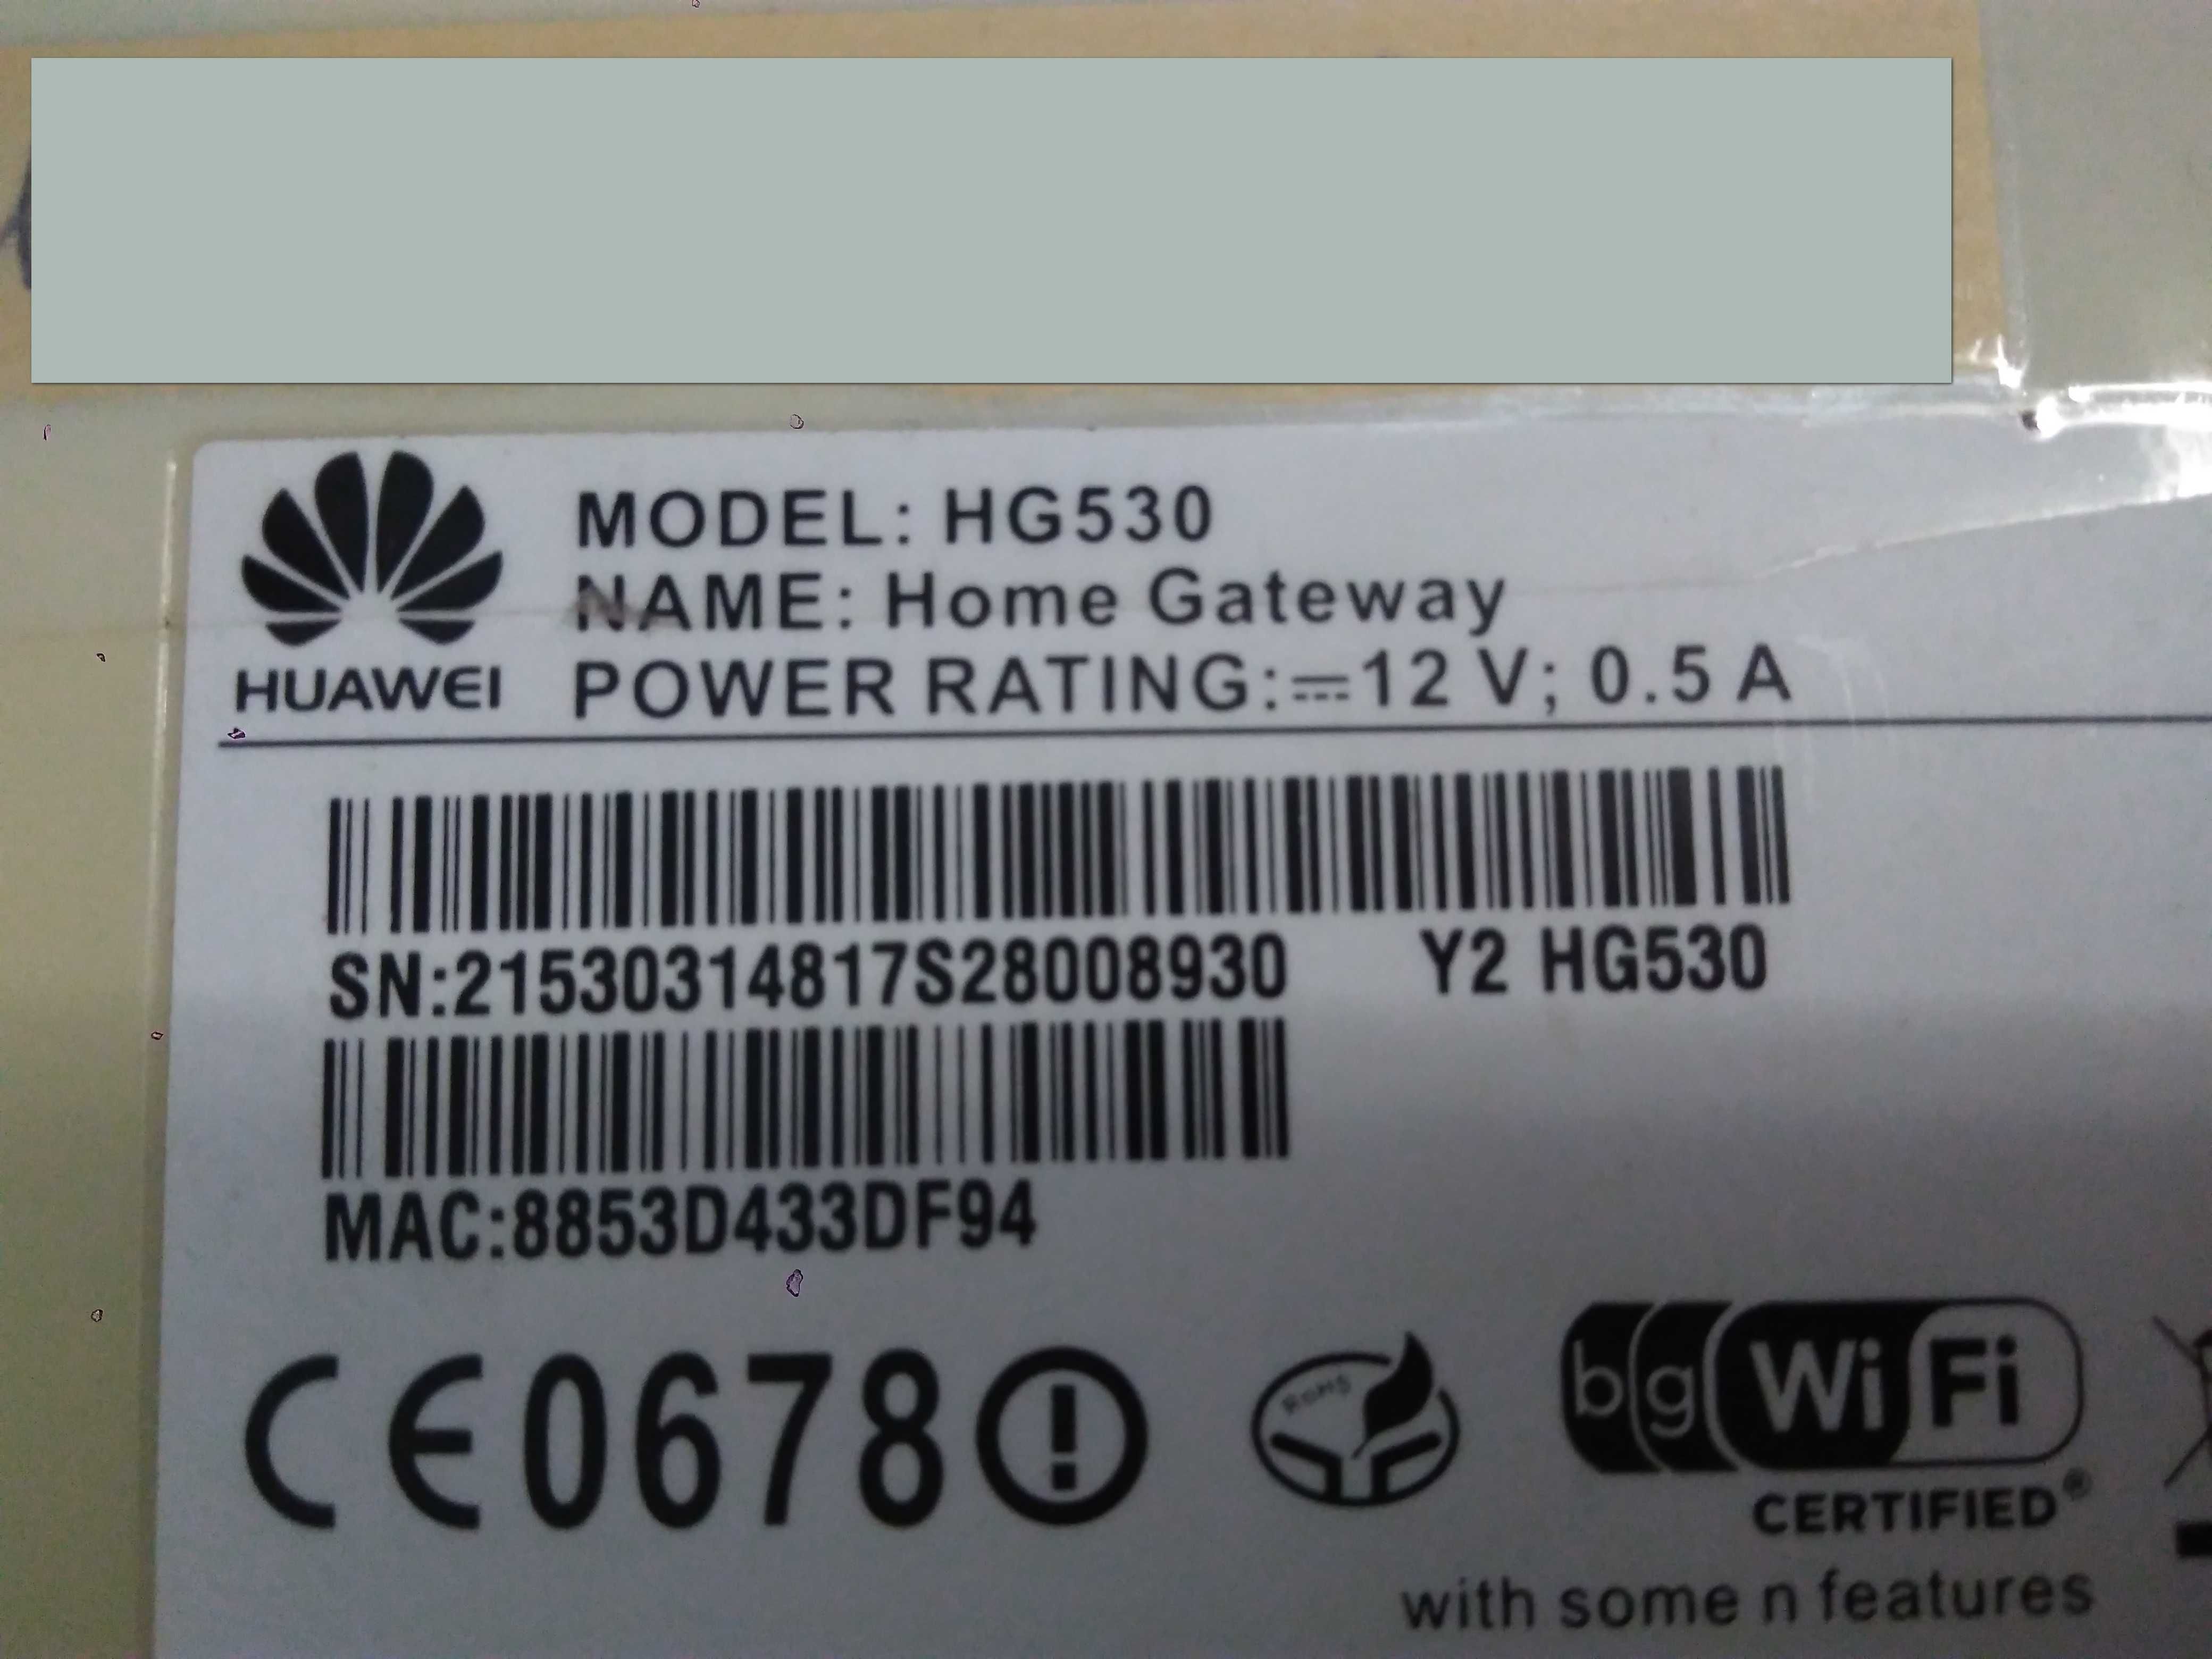 MODEL: HG530
NAME: Home Gateway
HUAWEI
POWER RATING:⎓12 V; 0.5 A
SN:21530314817S28008930 Y2 HG530
MAC:8853D433DF94
CE0678
RoHS
bg WiFi
CERTIFIED®
with some n features